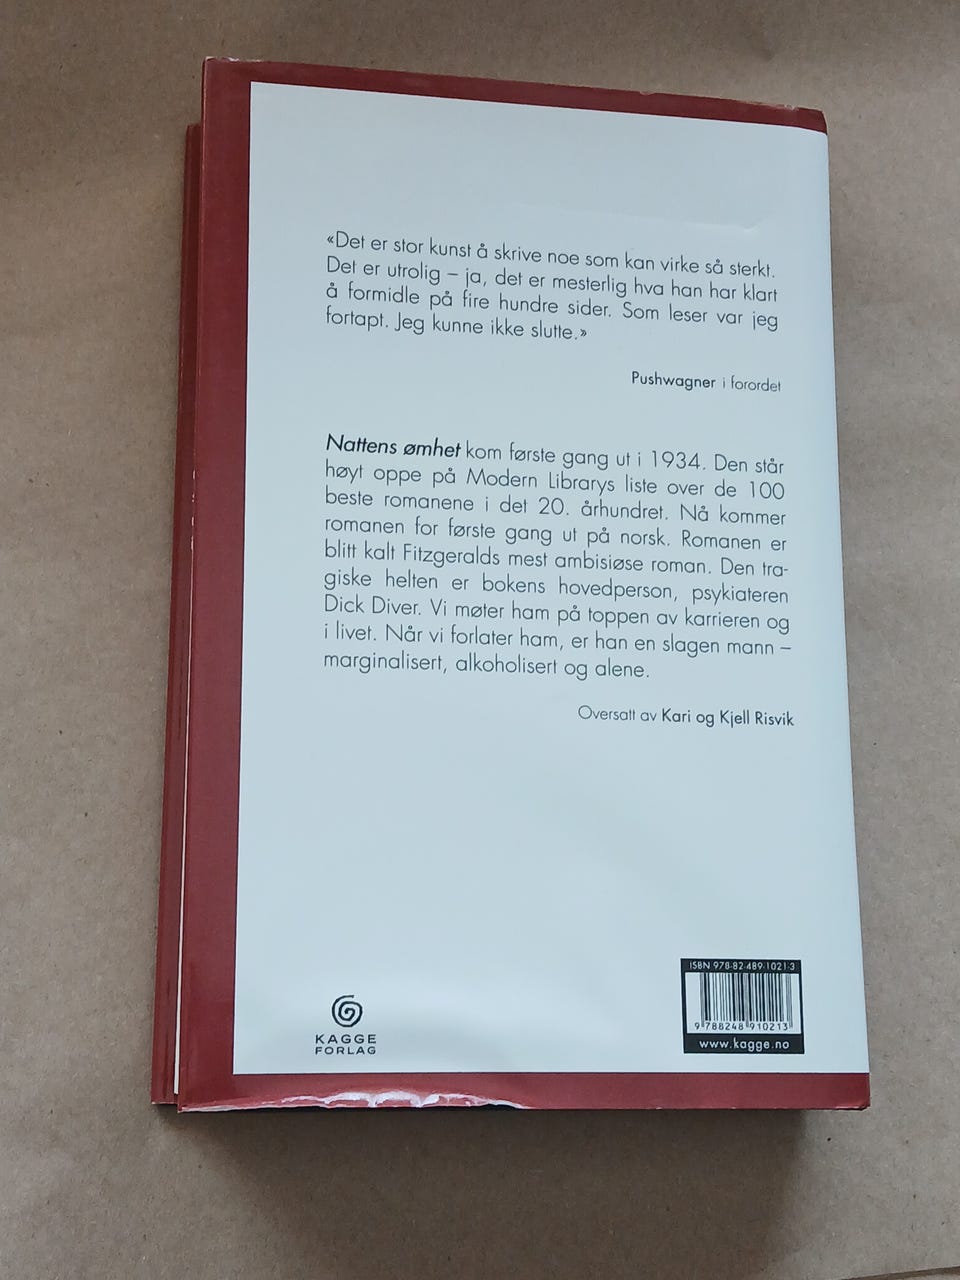 «Det er stor kunst å skrive noe som kan virke så sterkt.
Det er utrolig – ja, det er mesterlig hva han har klart
å formidle på fire hundre sider. Som leser var jeg
fortapt. Jeg kunne ikke slutte.»
Pushwagner i forordet
Nattens ømhet kom første gang ut i 1934. Den står
høyt oppe på Modern Librarys liste over de 100
beste romanene i det 20. århundret. Nå kommer
romanen for første gang ut på norsk. Romanen er
blitt kalt Fitzgeralds mest ambisiøse roman. Den tra-
giske helten er bokens hovedperson, psykiateren
Dick Diver. Vi møter ham på toppen av karrieren og
i livet. Når vi forlater ham, er han en slagen mann –
marginalisert, alkoholisert og alene.
Oversatt av Kari og Kjell Risvik
KAGGE
FORLAG
ISBN 978-82-489-1021-3
9 788248 910213
www.kagge.no